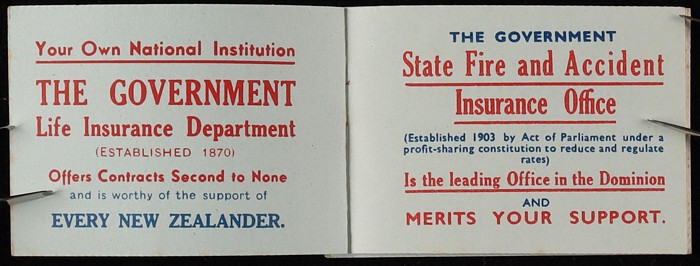 Your Own National Institution
THE GOVERNMENT
Life Insurance Department
(ESTABLISHED 1870)
Offers Contracts Second to None
and is worthy of the support of
EVERY NEW ZEALANDER.
THE GOVERNMENT
State Fire and Accident
Insurance Office
(Established 1903 by Act of Parliament under a
profit-sharing constitution to reduce and regulate
rates)
Is the leading Office in the Dominion
AND
MERITS YOUR SUPPORT.